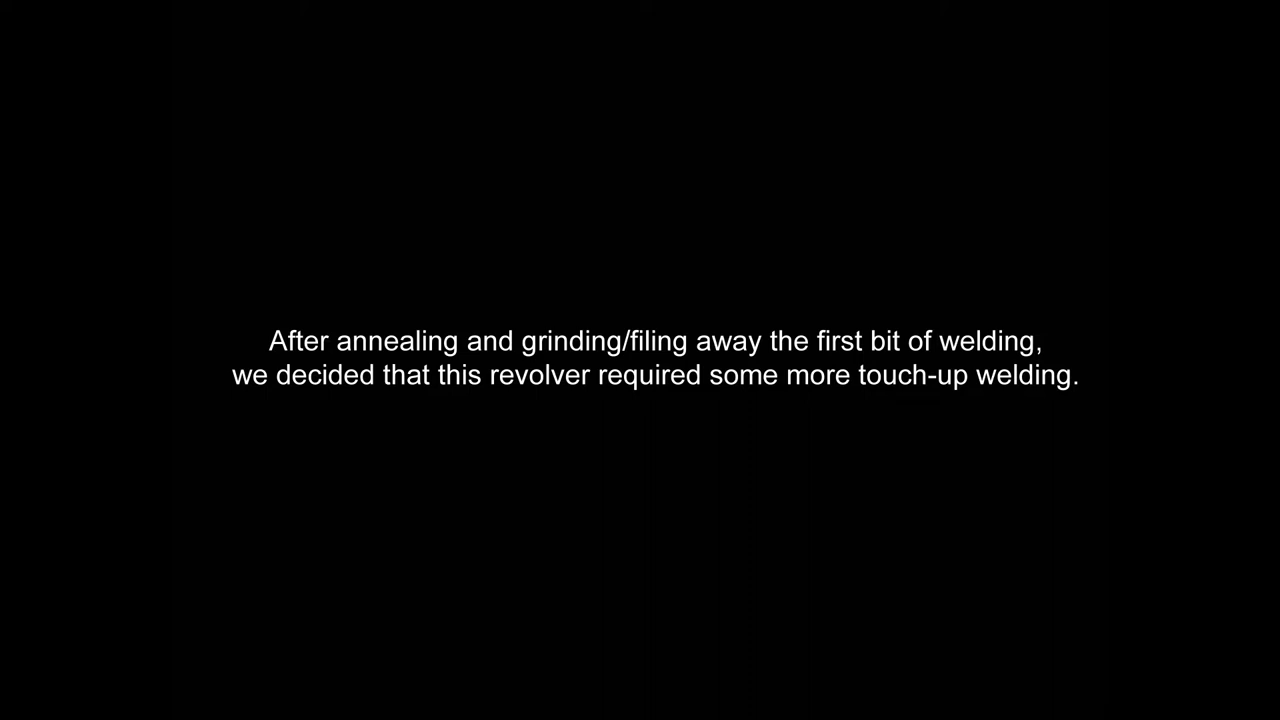 After annealing and grinding/filing away the first bit of welding,
we decided that this revolver required some more touch-up welding.